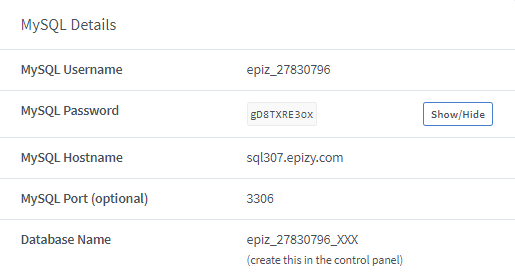 MySQL Details
MySQL Username epiz_27830796
MySQL Password gD8TXRE3ox Show/Hide
MySQL Hostname sql307.epizy.com
MySQL Port (optional) 3306
Database Name epiz_27830796_XXX
(create this in the control panel)